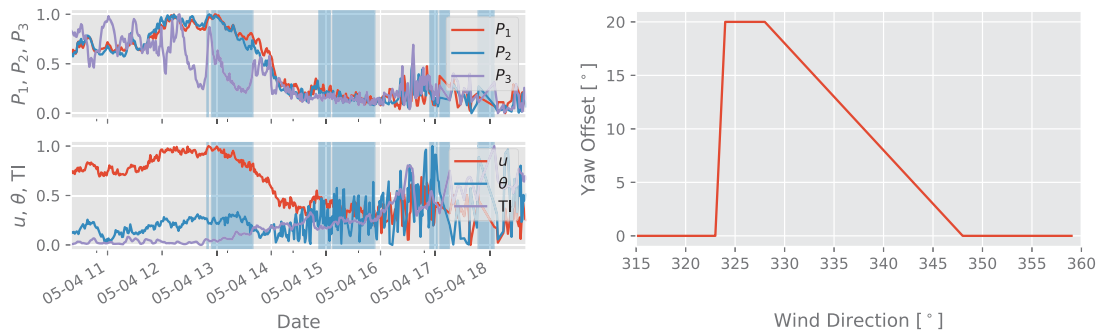 P₁, P₂, P₃
1.0
0.5
0.0
P₁
P₂
P₃
u, θ, TI
1.0
0.5
0.0
u
θ
TI
05-04 11
05-04 12
05-04 13
05-04 14
05-04 15
05-04 16
05-04 17
05-04 18
Date
Yaw Offset [°]
20
15
10
5
0
315 320 325 330 335 340 345 350 355 360
Wind Direction [°]